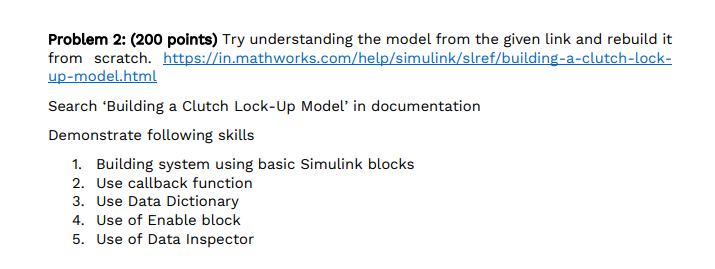 Problem 2: (200 points) Try understanding the model from the given link and rebuild it
from scratch. https://in.mathworks.com/help/simulink/slref/building-a-clutch-lock-
up-model.html
Search ‘Building a Clutch Lock-Up Model’ in documentation
Demonstrate following skills
1. Building system using basic Simulink blocks
2. Use callback function
3. Use Data Dictionary
4. Use of Enable block
5. Use of Data Inspector